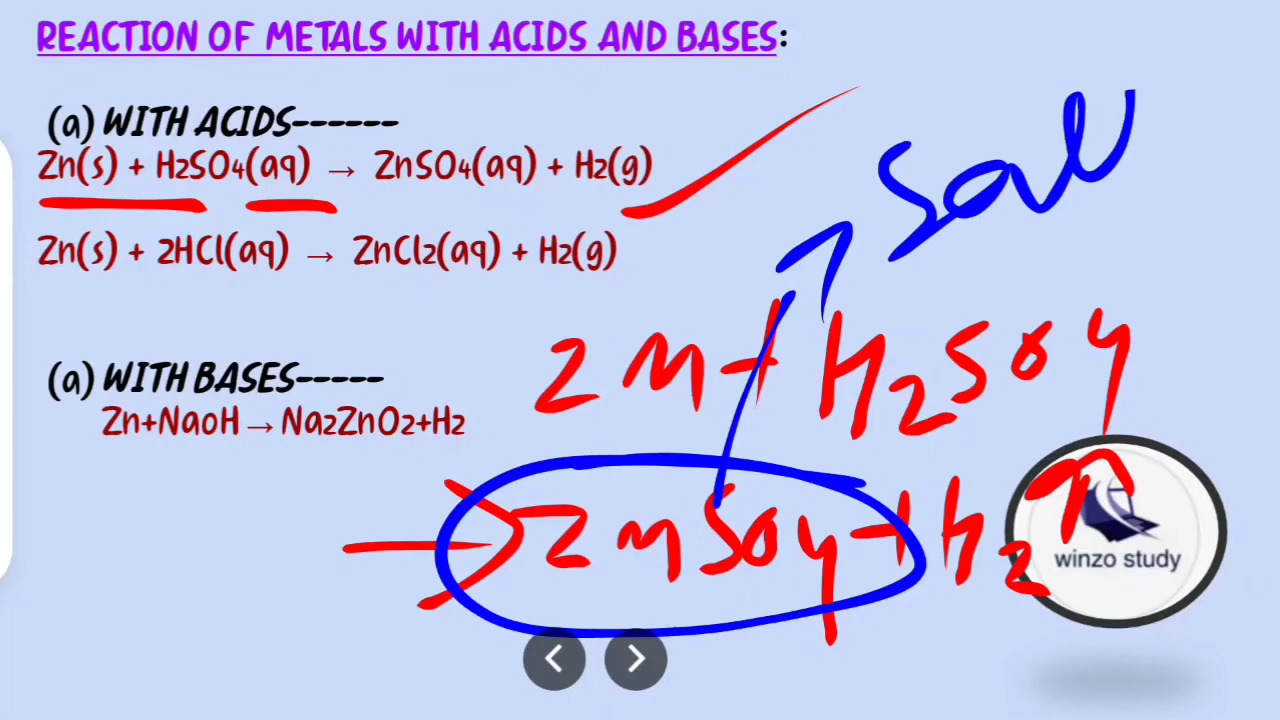 REACTION OF METALS WITH ACIDS AND BASES:
(a) WITH ACIDS------
Zn(s) + H₂SO₄(aq) → ZnSO₄(aq) + H₂(g)
Zn(s) + 2HCl(aq) → ZnCl₂(aq) + H₂(g)
Salt
Zn + H₂SO₄
(a) WITH BASES-----
Zn+NaoH→Na₂ZnO₂+H₂
→ ZnSO₄ + H₂ ↑
winzo study